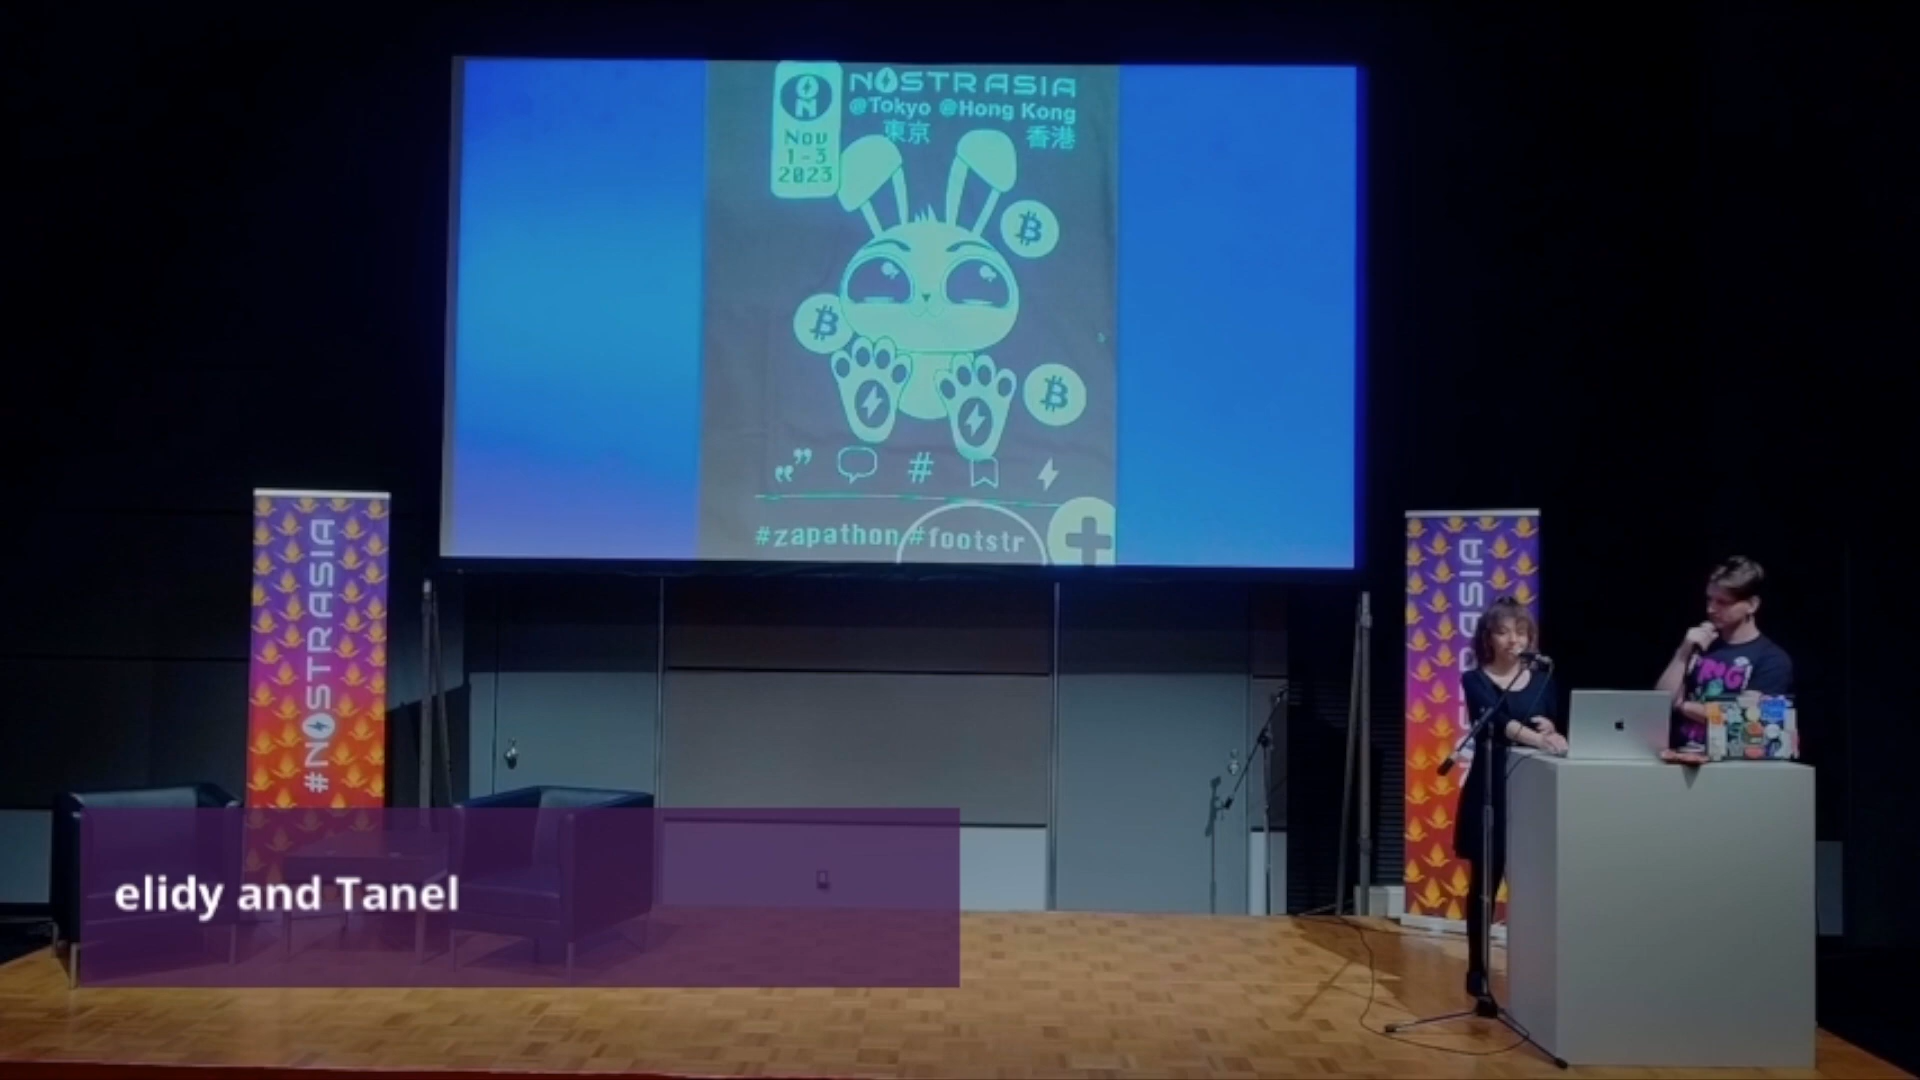 NOSTRASIA
@Tokyo @Hong Kong
東京 香港
Nov
1-3
2023
#zapathon #footstr
#NOSTRASIA
NOSTRASIA
elidy and Tanel